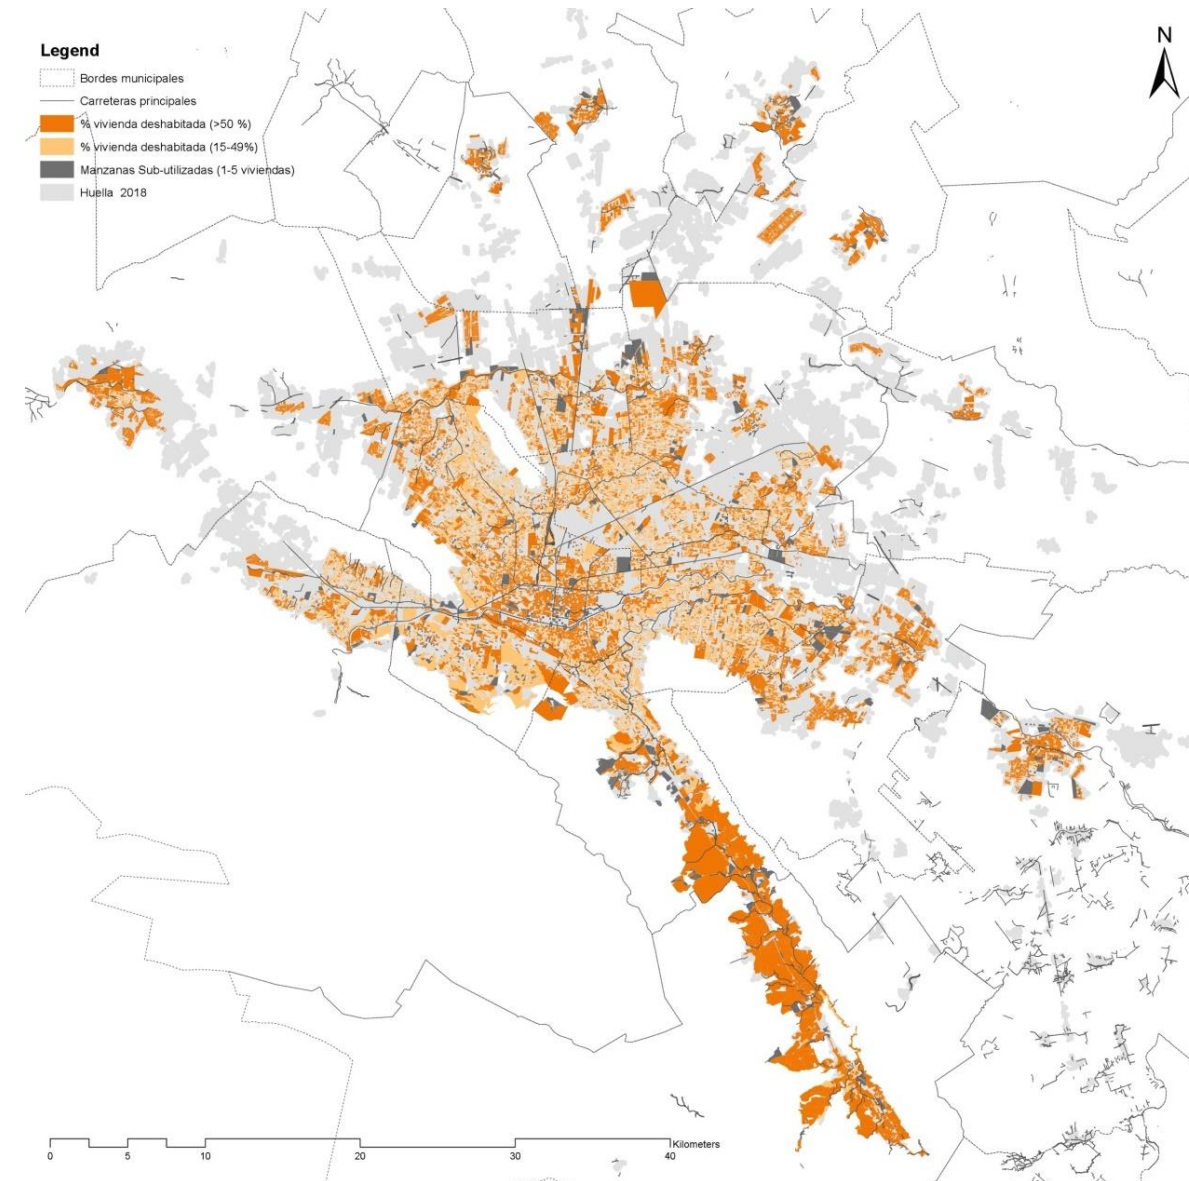 Legend
Bordes municipales
Carreteras principales
% vivienda deshabitada (>50 %)
% vivienda deshabitada (15-49%)
Manzanas Sub-utilizadas (1-5 viviendas)
Huella 2018
N
Kilometers
0 5 10 20 30 40